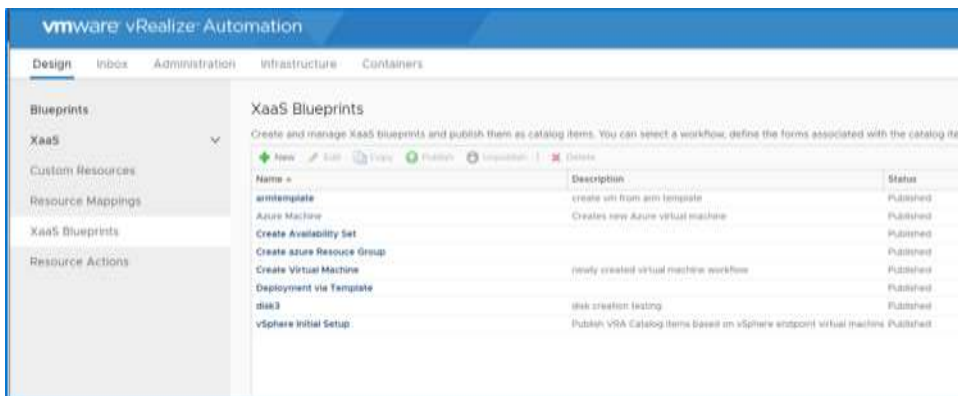 vmware vRealize Automation
Design Inbox Administration Infrastructure Containers
Blueprints
XaaS
Custom Resources
Resource Mappings
XaaS Blueprints
Resource Actions
XaaS Blueprints
Create and manage XaaS blueprints and publish them as catalog items. You can select a workflow, define the forms associated with the catalog ite
New Edit Copy Publish Unpublish Delete
Name Description Status
armtemplate create vm from arm template Published
Azure Machine Creates new Azure virtual machine Published
Create Availability Set Published
Create azure Resouce Group Published
Create Virtual Machine newly created virtual machine workflow Published
Deployment via Template Published
disk3 disk creation testing Published
vSphere Initial Setup Publish VRA Catalog items based on vSphere endpoint virtual machine Published